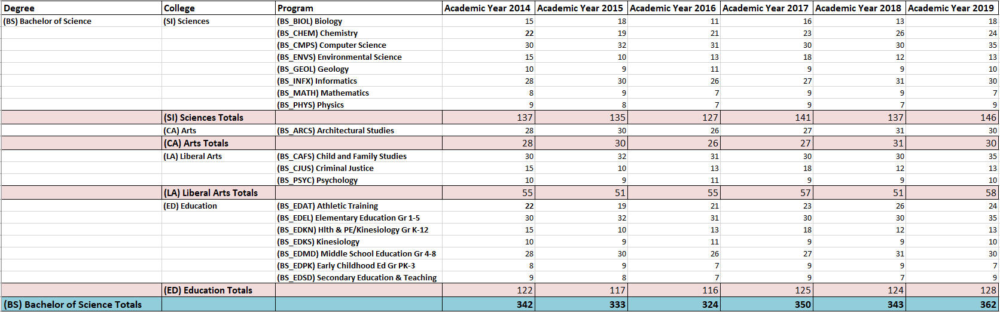 Degree College Program Academic Year 2014 Academic Year 2015 Academic Year 2016 Academic Year 2017 Academic Year 2018 Academic Year 2019
(BS) Bachelor of Science (SI) Sciences (BS_BIOL) Biology 15 18 11 16 13 18
(BS_CHEM) Chemistry 22 19 21 23 26 24
(BS_CMPS) Computer Science 30 32 31 30 30 35
(BS_ENVS) Environmental Science 15 10 13 18 12 13
(BS_GEOL) Geology 10 9 11 9 9 10
(BS_INFX) Informatics 28 30 26 27 31 30
(BS_MATH) Mathematics 8 9 7 9 9 7
(BS_PHYS) Physics 9 8 7 9 7 9
(SI) Sciences Totals 137 135 127 141 137 146
(CA) Arts (BS_ARCS) Architectural Studies 28 30 26 27 31 30
(CA) Arts Totals 28 30 26 27 31 30
(LA) Liberal Arts (BS_CAFS) Child and Family Studies 30 32 31 30 30 35
(BS_CJUS) Criminal Justice 15 10 13 18 12 13
(BS_PSYC) Psychology 10 9 11 9 9 10
(LA) Liberal Arts Totals 55 51 55 57 51 58
(ED) Education (BS_EDAT) Athletic Training 22 19 21 23 26 24
(BS_EDEL) Elementary Education Gr 1-5 30 32 31 30 30 35
(BS_EDKN) Hlth & PE/Kinesiology Gr K-12 15 10 13 18 12 13
(BS_EDKS) Kinesiology 10 9 11 9 9 10
(BS_EDMD) Middle School Education Gr 4-8 28 30 26 27 31 30
(BS_EDPK) Early Childhood Ed Gr PK-3 8 9 7 9 9 7
(BS_EDSD) Secondary Education & Teaching 9 8 7 9 7 9
(ED) Education Totals 122 117 116 125 124 128
(BS) Bachelor of Science Totals 342 333 324 350 343 362